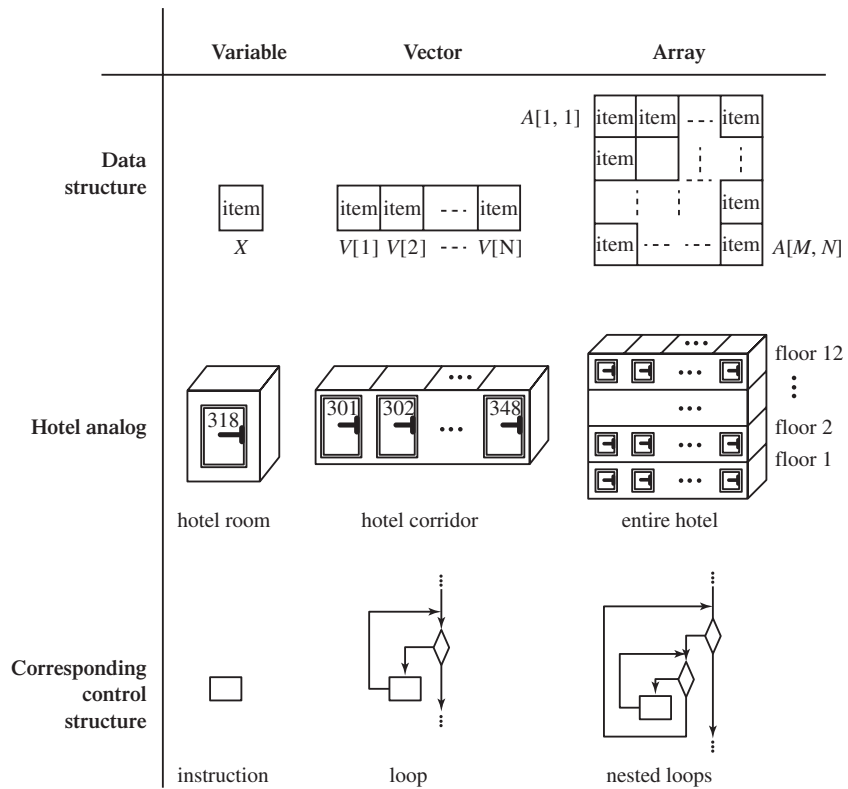 Variable Vector Array
A[1, 1] item item item
Data structure
item
item item item item item
item item A[M, N]
X V[1] V[2] V[N]
floor 12
318 301 302 348
Hotel analog
floor 2
floor 1
hotel room hotel corridor entire hotel
Corresponding
control
structure
instruction loop nested loops